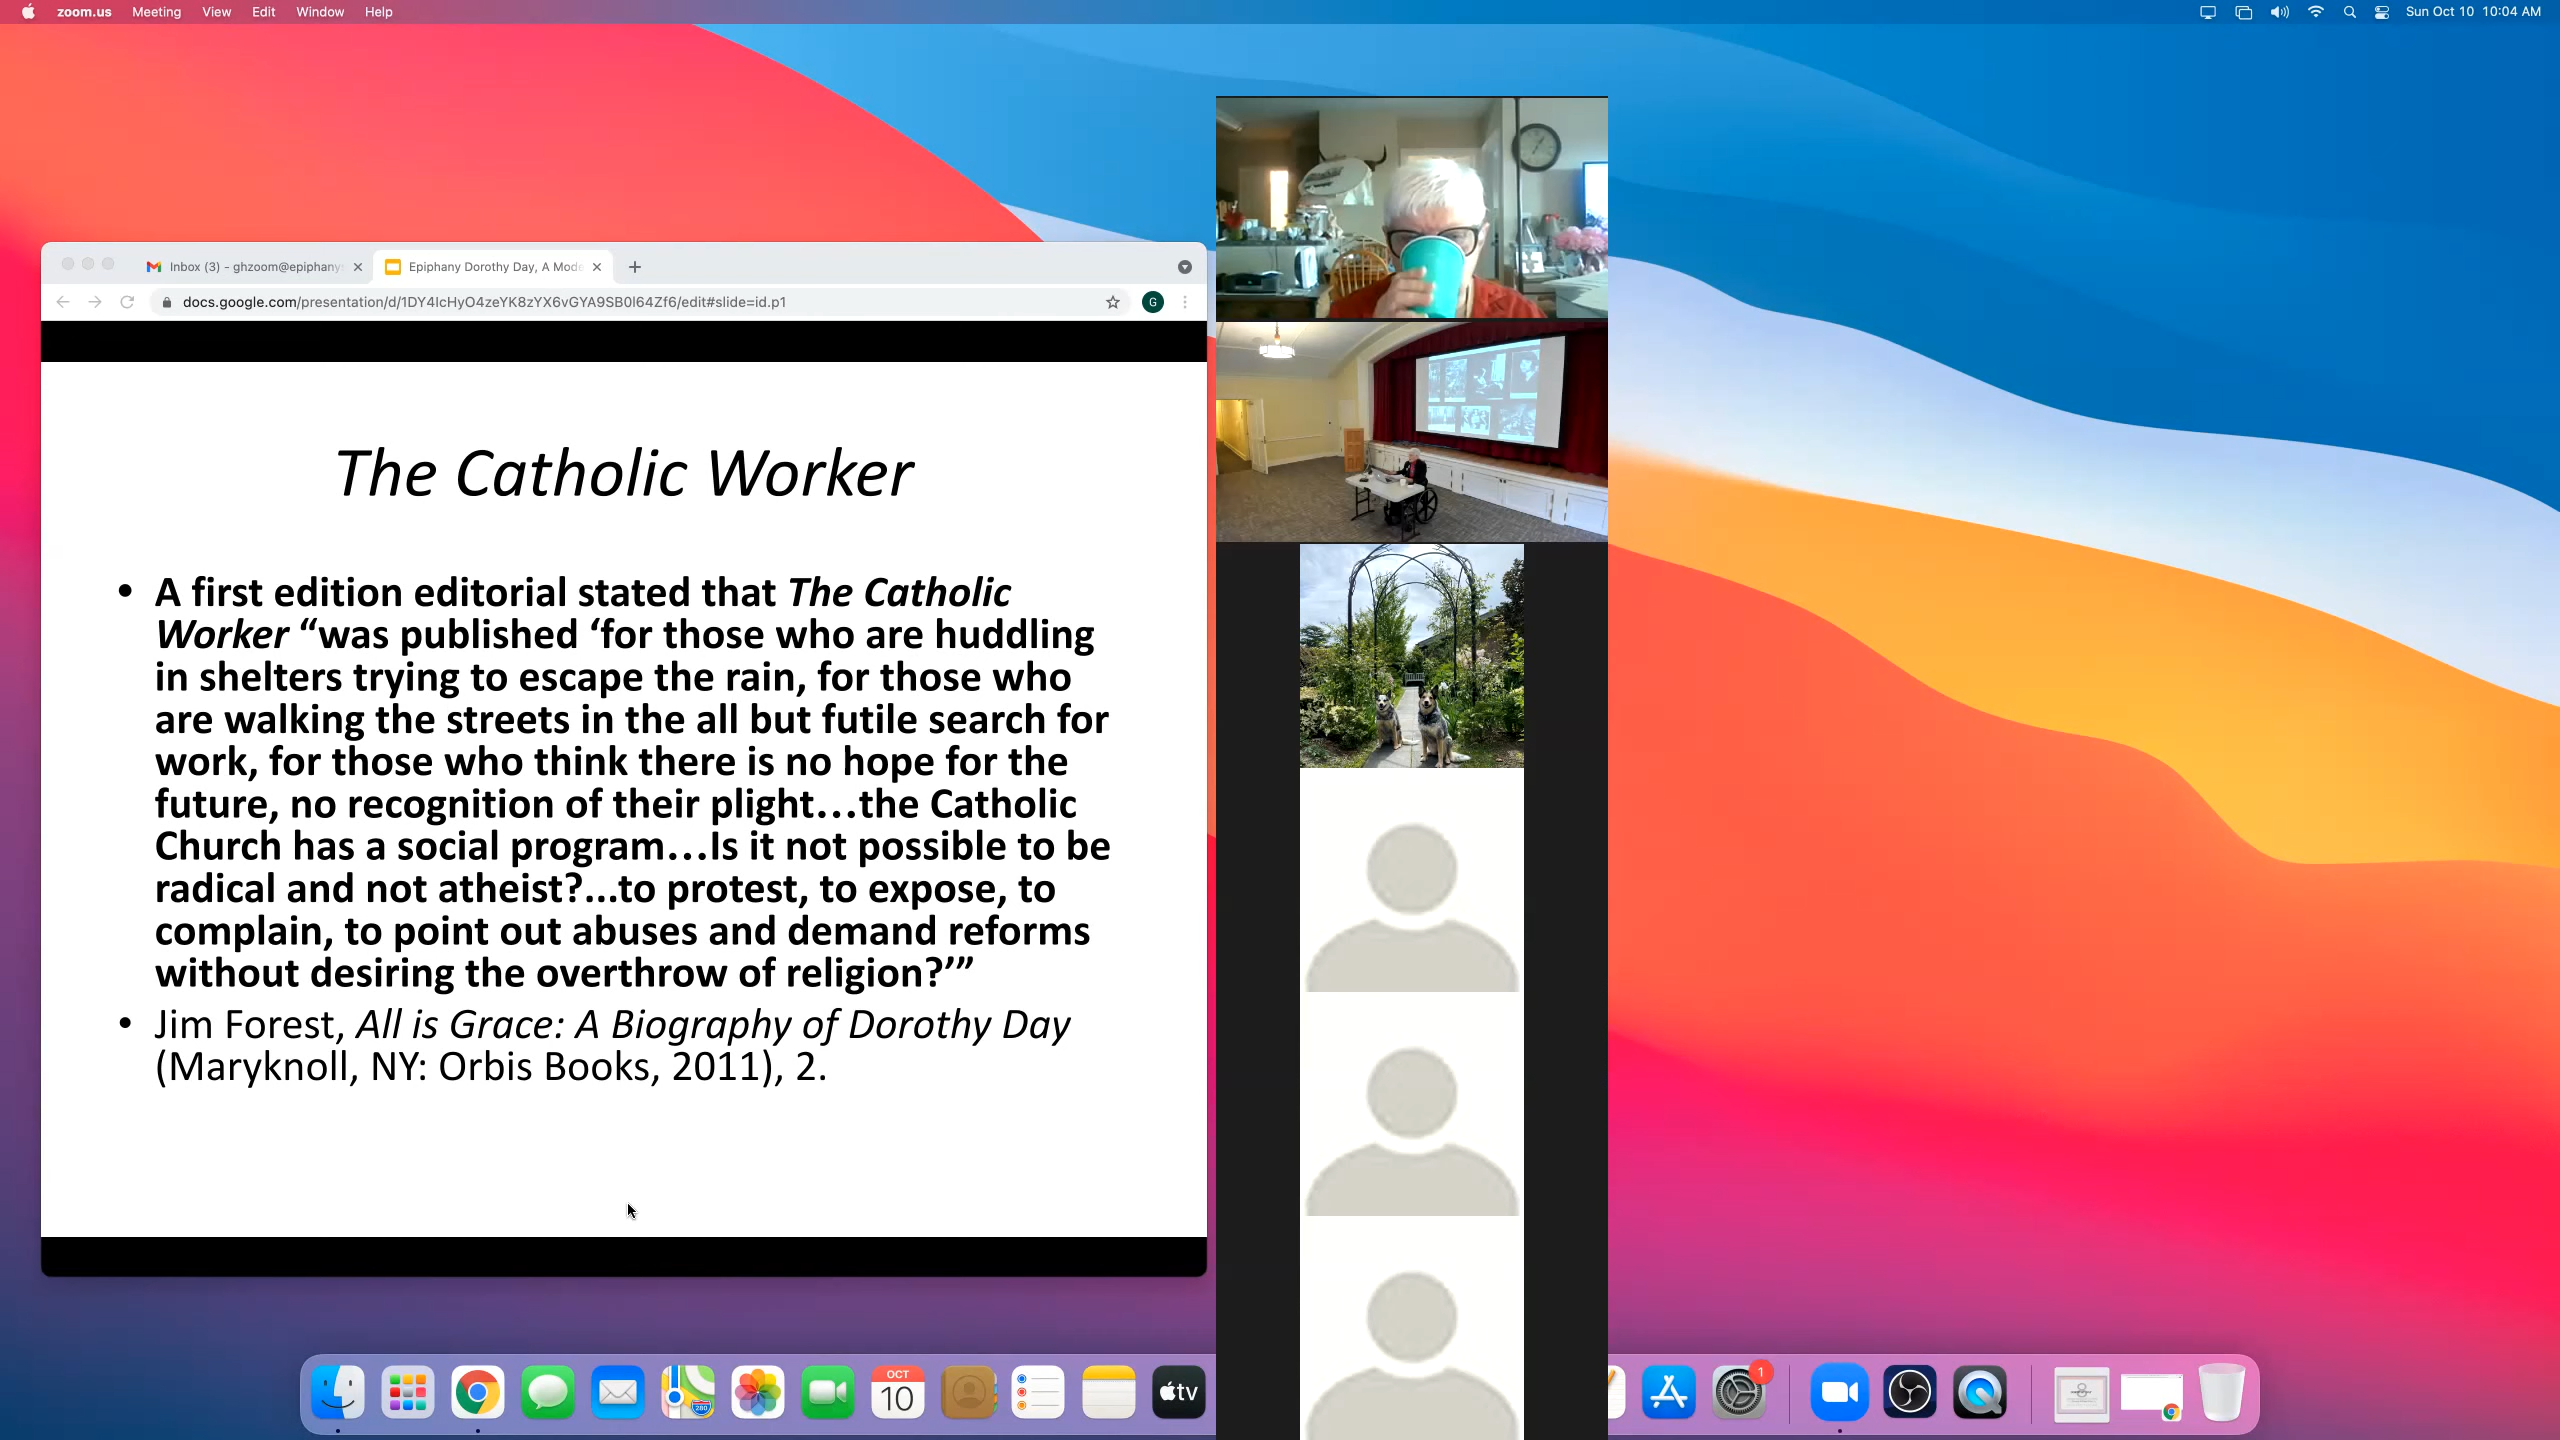 zoom.us Meeting View Edit Window Help
Sun Oct 10 10:04 AM
Inbox (3) - ghzoom@epiphany
Epiphany Dorothy Day, A Mode
docs.google.com/presentation/d/1DY4lcHyO4zeYK8zYX6vGYA9SB0l64Zf6/edit#slide=id.p1
G
The Catholic Worker
• A first edition editorial stated that The Catholic
Worker “was published ‘for those who are huddling
in shelters trying to escape the rain, for those who
are walking the streets in the all but futile search for
work, for those who think there is no hope for the
future, no recognition of their plight…the Catholic
Church has a social program…Is it not possible to be
radical and not atheist?...to protest, to expose, to
complain, to point out abuses and demand reforms
without desiring the overthrow of religion?’”
• Jim Forest, All is Grace: A Biography of Dorothy Day
(Maryknoll, NY: Orbis Books, 2011), 2.
280
OCT
10
tv
1